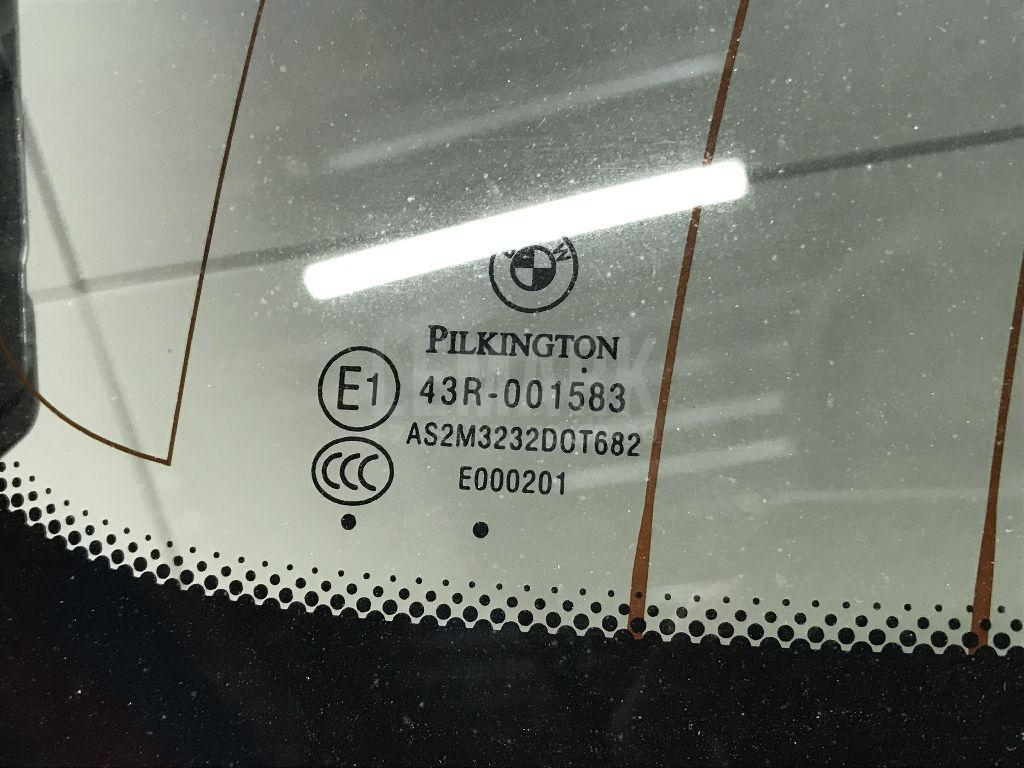 PILKINGTON
E1 43R-001583
AS2M3232DOT682
CCC E000201